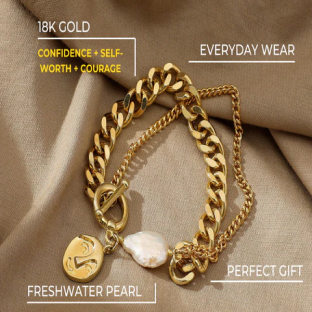 18K GOLD
CONFIDENCE + SELF-
WORTH + COURAGE
EVERYDAY WEAR
PERFECT GIFT
FRESHWATER PEARL